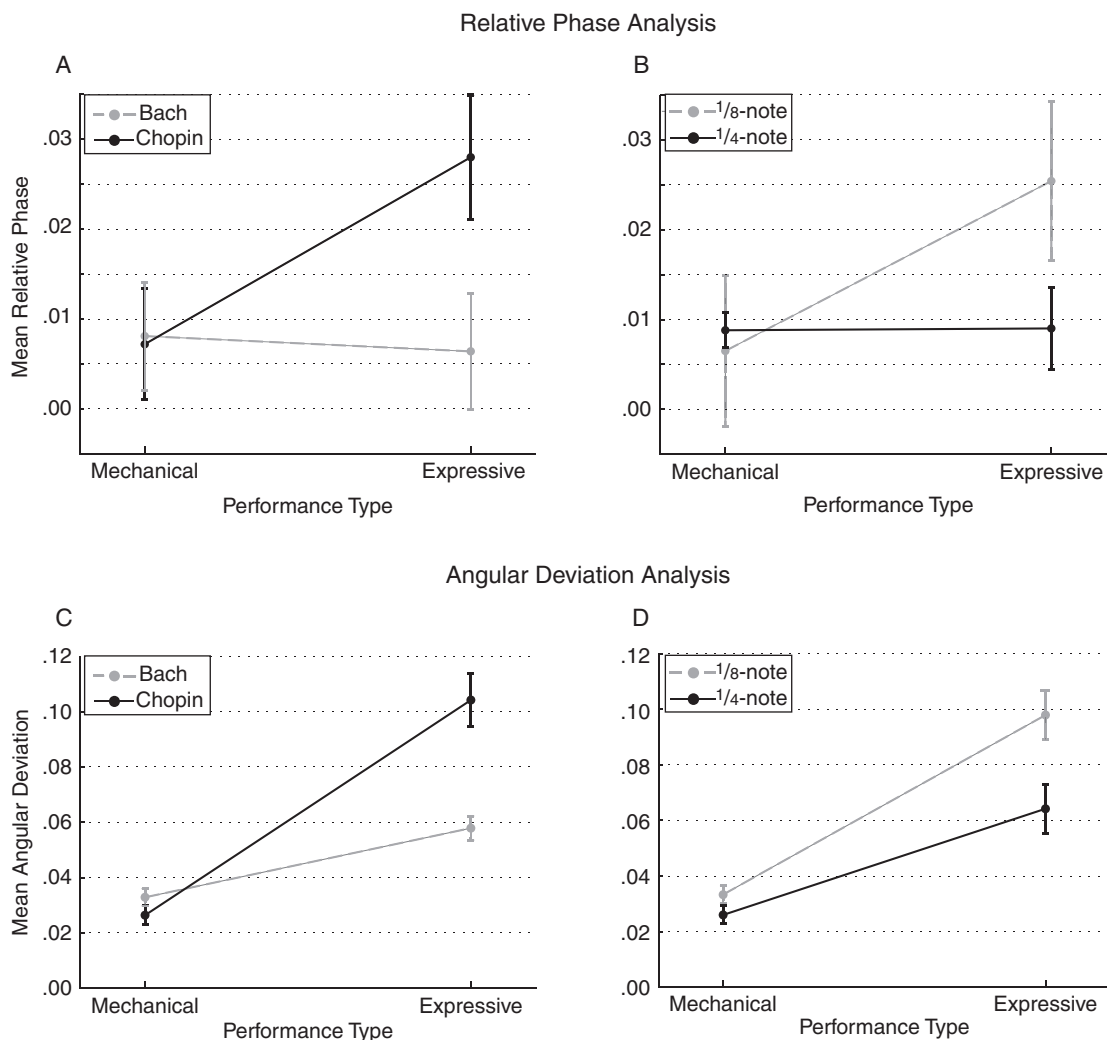 Relative Phase Analysis
A
Bach
Chopin
Mean Relative Phase
.03
.02
.01
.00
Mechanical
Expressive
Performance Type
B
1/8-note
1/4-note
.03
.02
.01
.00
Mechanical
Expressive
Performance Type
Angular Deviation Analysis
C
Bach
Chopin
Mean Angular Deviation
.12
.10
.08
.06
.04
.02
.00
Mechanical
Expressive
Performance Type
D
1/8-note
1/4-note
.12
.10
.08
.06
.04
.02
.00
Mechanical
Expressive
Performance Type